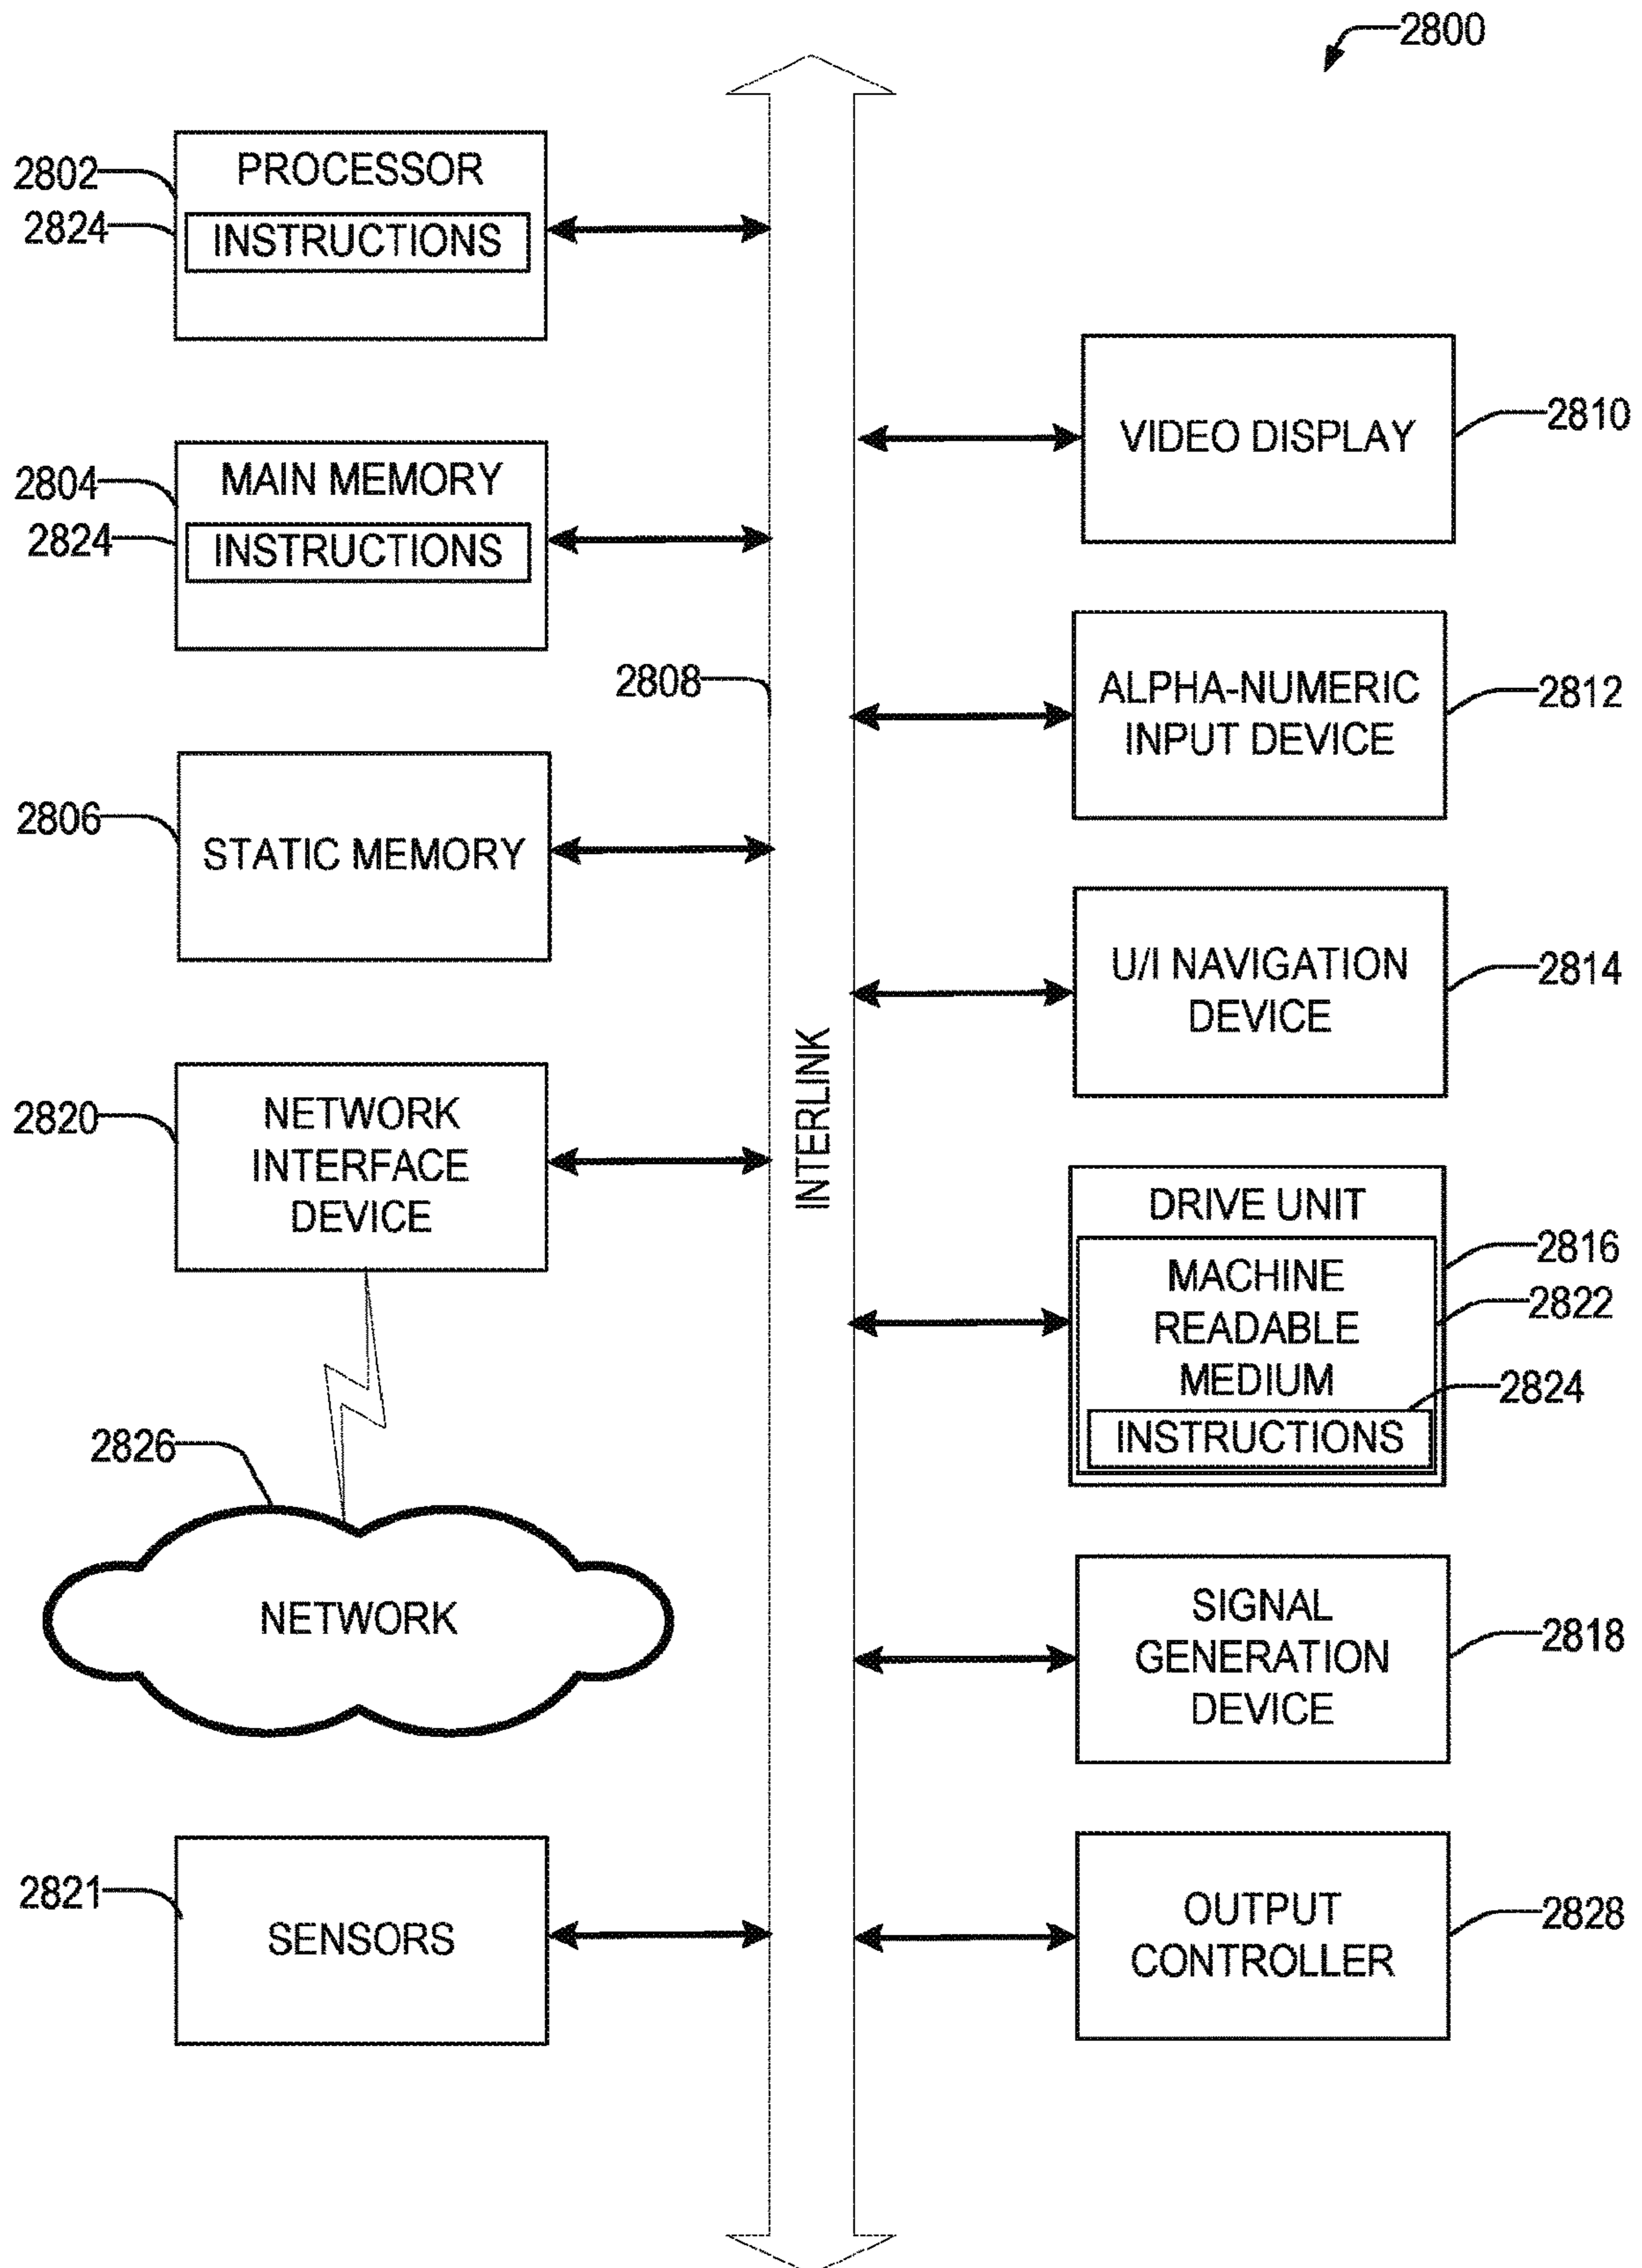 2800
2802
PROCESSOR
2824
INSTRUCTIONS
2804
MAIN MEMORY
2824
INSTRUCTIONS
2806
STATIC MEMORY
2820
NETWORK
INTERFACE
DEVICE
2826
NETWORK
2821
SENSORS
2808
INTERLINK
VIDEO DISPLAY
2810
ALPHA-NUMERIC
INPUT DEVICE
2812
U/I NAVIGATION
DEVICE
2814
DRIVE UNIT
2816
MACHINE
READABLE
MEDIUM
2822
2824
INSTRUCTIONS
SIGNAL
GENERATION
DEVICE
2818
OUTPUT
CONTROLLER
2828